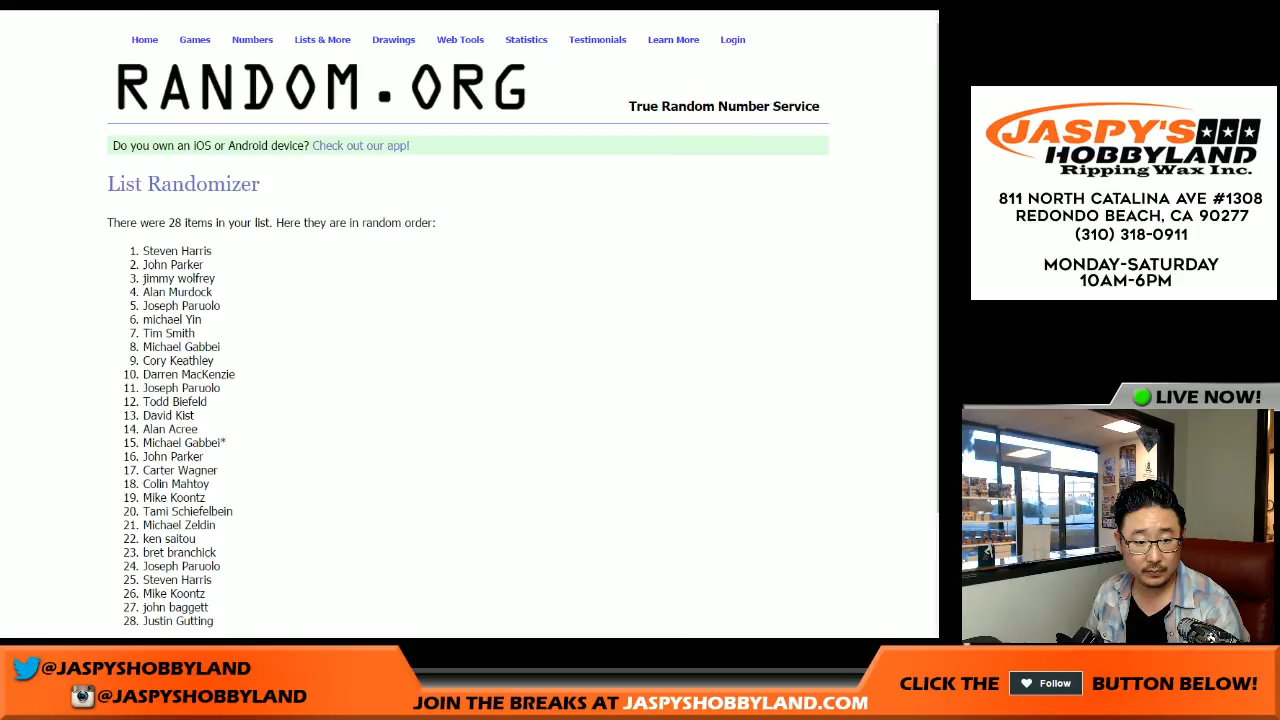 Home Games Numbers Lists & More Drawings Web Tools Statistics Testimonials Learn More Login
RANDOM.ORG
True Random Number Service
Do you own an iOS or Android device? Check out our app!
List Randomizer
There were 28 items in your list. Here they are in random order:
1. Steven Harris
2. John Parker
3. jimmy wolfrey
4. Alan Murdock
5. Joseph Paruolo
6. michael Yin
7. Tim Smith
8. Michael Gabbei
9. Cory Keathley
10. Darren MacKenzie
11. Joseph Paruolo
12. Todd Biefeld
13. David Kist
14. Alan Acree
15. Michael Gabbei*
16. John Parker
17. Carter Wagner
18. Colin Mahtoy
19. Mike Koontz
20. Tami Schiefelbein
21. Michael Zeldin
22. ken saitou
23. bret branchick
24. Joseph Paruolo
25. Steven Harris
26. Mike Koontz
27. john baggett
28. Justin Gutting
JASPY'S
HOBBYLAND
Ripping Wax Inc.
811 NORTH CATALINA AVE #1308
REDONDO BEACH, CA 90277
(310) 318-0911
MONDAY-SATURDAY
10AM-6PM
LIVE NOW!
@JASPYSHOBBYLAND
@JASPYSHOBBYLAND
JOIN THE BREAKS AT JASPYSHOBBYLAND.COM
CLICK THE Follow BUTTON BELOW!